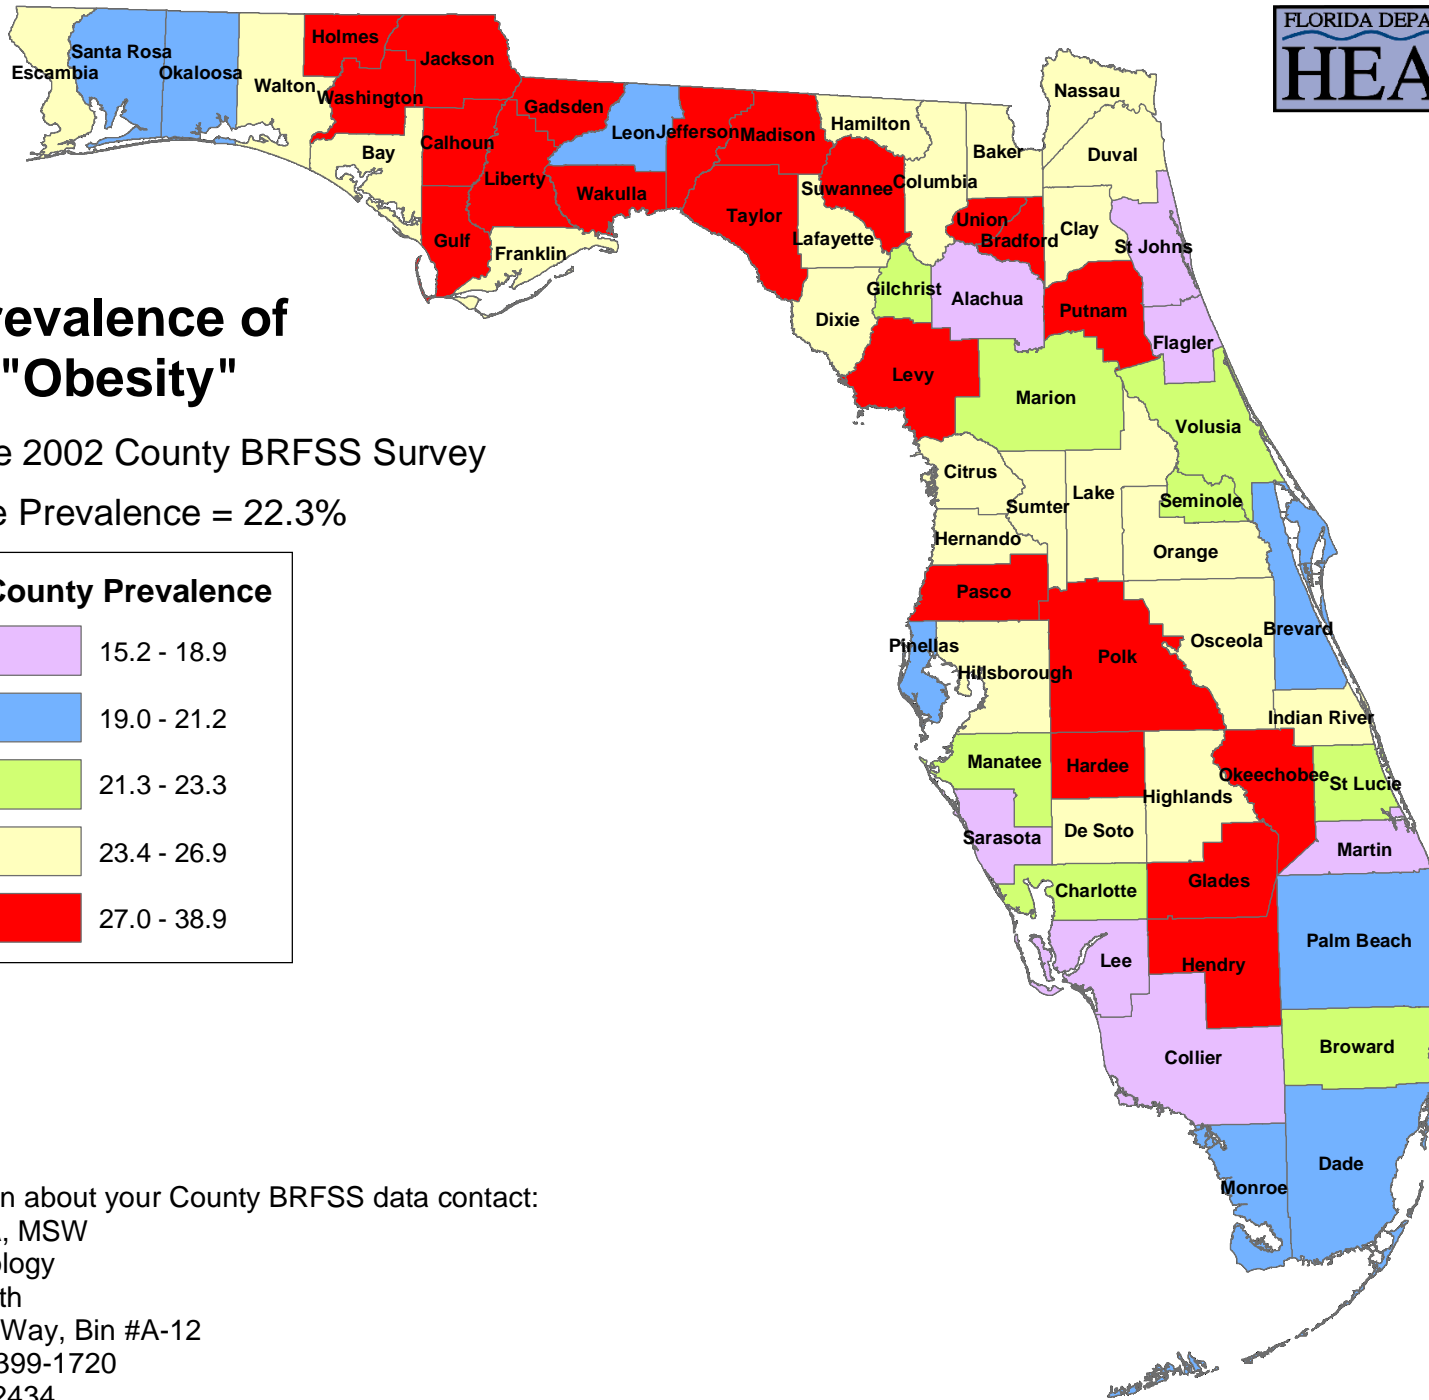 FLORIDA DEPA
HEA
Holmes
Jackson
Santa Rosa
Escambia
Okaloosa
Walton
Washington
Nassau
Gadsden
Leon
Jefferson
Madison
Hamilton
Calhoun
Bay
Baker
Duval
Liberty
Wakulla
Suwannee
Columbia
Taylor
Union
Bradford
Clay
Lafayette
St Johns
Gulf
Franklin
Gilchrist
Alachua
Putnam
Dixie
Flagler
revalence of
"Obesity"
Levy
Marion
Volusia
e 2002 County BRFSS Survey
Citrus
Sumter
Lake
Seminole
e Prevalence = 22.3%
Hernando
Orange
Pasco
County Prevalence
15.2 - 18.9
19.0 - 21.2
21.3 - 23.3
23.4 - 26.9
27.0 - 38.9
Pinellas
Hillsborough
Polk
Osceola
Brevard
Indian River
Manatee
Hardee
Highlands
Okeechobee
St Lucie
Sarasota
De Soto
Martin
Charlotte
Glades
Lee
Hendry
Palm Beach
Collier
Broward
Dade
Monroe
n about your County BRFSS data contact:
, MSW
ology
th
Way, Bin #A-12
399-1720
2434